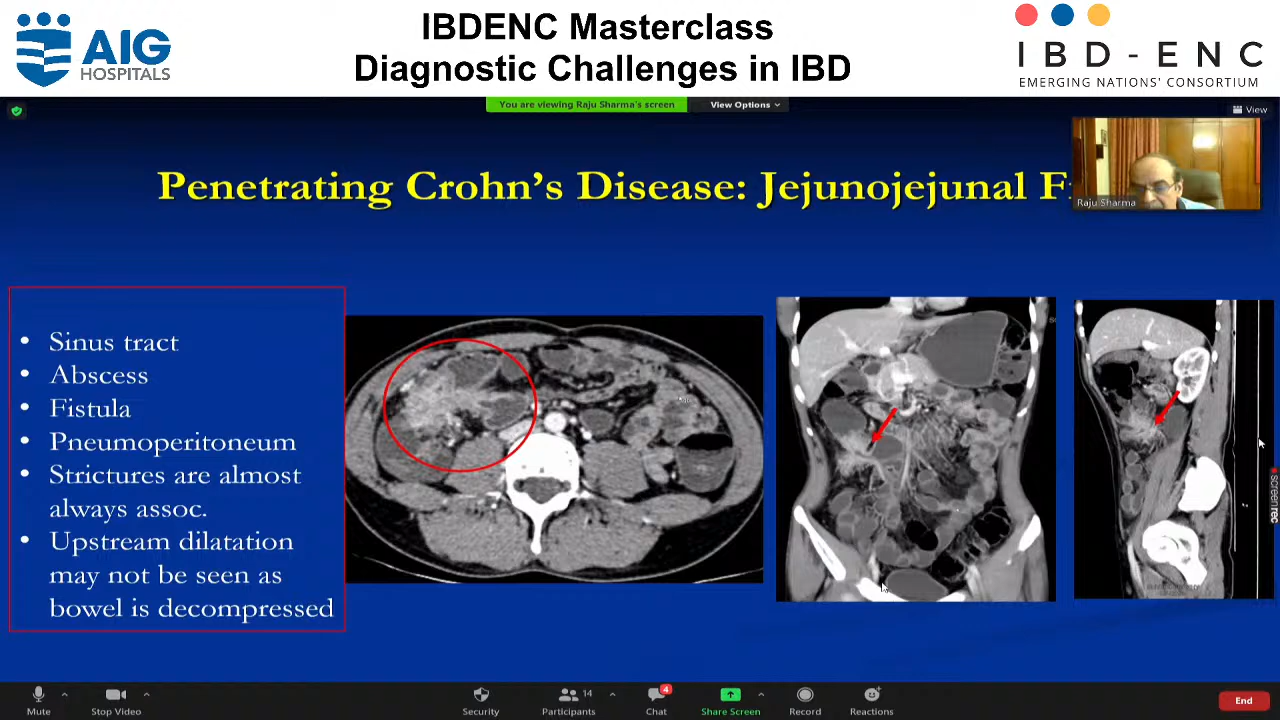 AIG
HOSPITALS
IBDENC Masterclass
Diagnostic Challenges in IBD
IBD-ENC
EMERGING NATIONS' CONSORTIUM
You are viewing Raju Sharma's screen
View Options
View
Raju Sharma
Penetrating Crohn's Disease: Jejunojejunal
• Sinus tract
• Abscess
• Fistula
• Pneumoperitoneum
• Strictures are almost
always assoc.
• Upstream dilatation
may not be seen as
bowel is decompressed
screenrec
Mute
Stop Video
Security
14
Participants
4
Chat
Share Screen
Record
Reactions
End